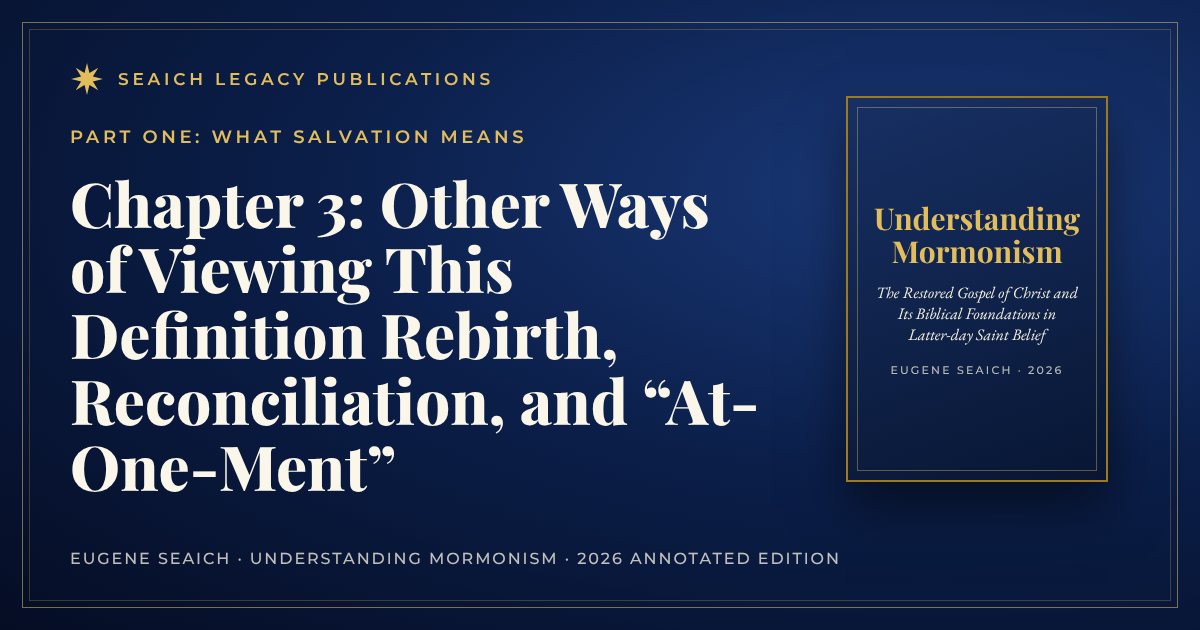 SEAICH LEGACY PUBLICATIONS
PART ONE: WHAT SALVATION MEANS
Chapter 3: Other Ways
of Viewing This
Definition Rebirth,
Reconciliation, and “At-
One-Ment”
EUGENE SEAICH · UNDERSTANDING MORMONISM · 2026 ANNOTATED EDITION
Understanding
Mormonism
The Restored Gospel of Christ and
Its Biblical Foundations in
Latter-day Saint Belief
EUGENE SEAICH · 2026